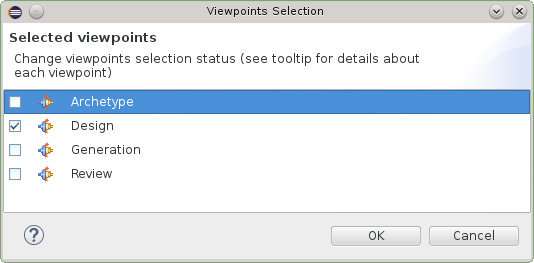 Viewpoints Selection
Selected viewpoints
Change viewpoints selection status (see tooltip for details about
each viewpoint)
Archetype
Design
Generation
Review
?
OK
Cancel